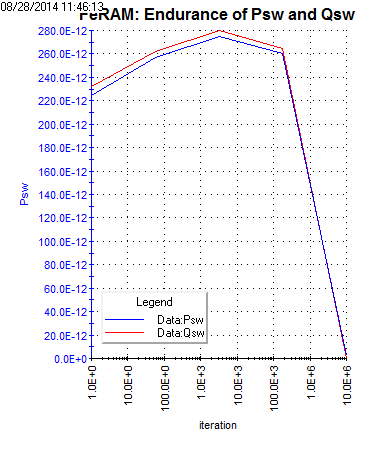 08/28/2014 11:46:13
FeRAM: Endurance of Psw and Qsw
280.0E-12
260.0E-12
240.0E-12
220.0E-12
200.0E-12
180.0E-12
160.0E-12
140.0E-12
120.0E-12
100.0E-12
80.0E-12
60.0E-12
40.0E-12
20.0E-12
0.0E+0
Psw
Legend
Data:Psw
Data:Qsw
1.0E+0
10.0E+0
100.0E+0
1.0E+3
10.0E+3
100.0E+3
1.0E+6
10.0E+6
iteration